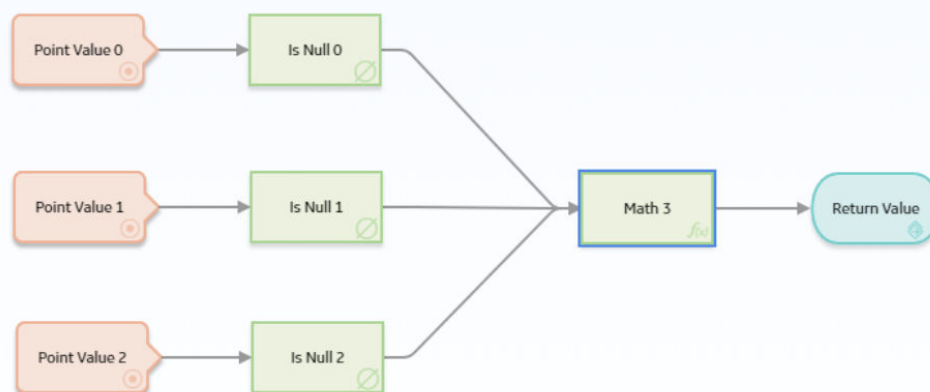 Point Value 0
Is Null 0
Point Value 1
Is Null 1
Math 3
f(x)
Return Value
Point Value 2
Is Null 2